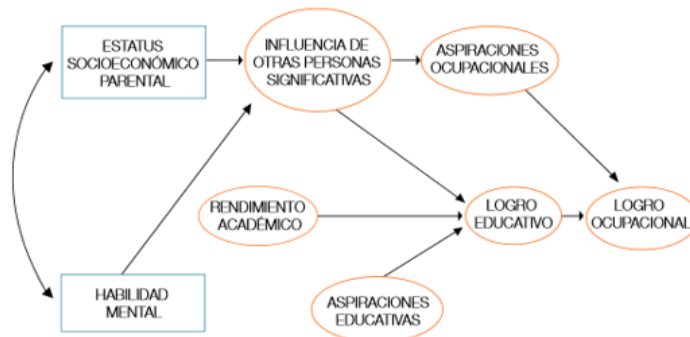 ESTATUS
SOCIOECONÓMICO
PARENTAL
INFLUENCIA DE
OTRAS PERSONAS
SIGNIFICATIVAS
ASPIRACIONES
OCUPACIONALES
RENDIMIENTO
ACADÉMICO
LOGRO
EDUCATIVO
LOGRO
OCUPACIONAL
HABILIDAD
MENTAL
ASPIRACIONES
EDUCATIVAS